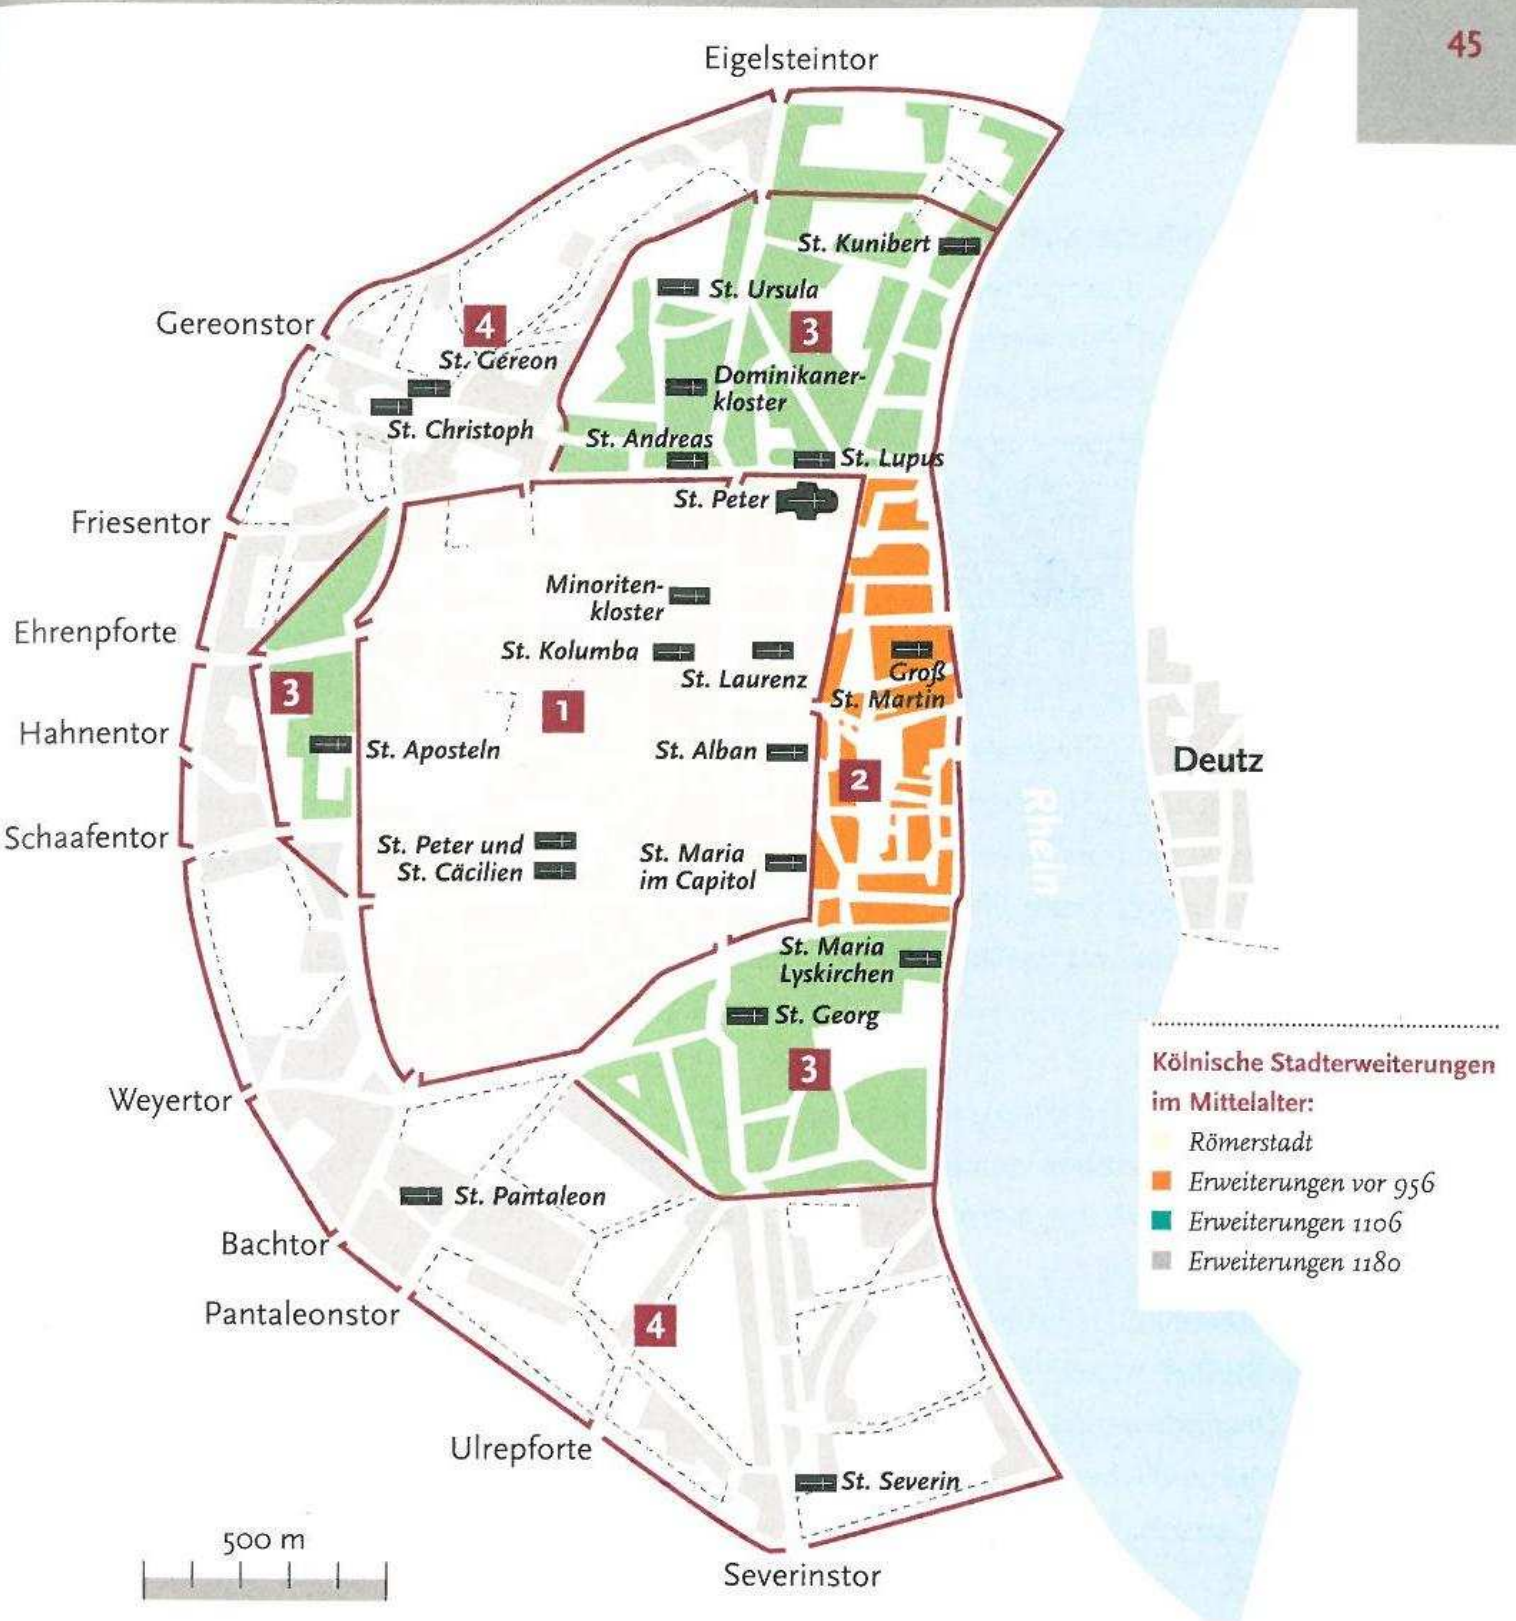 45
Eigelsteintor
St. Kunibert
St. Ursula
3
Gereonstor
4
St. Gereon
Dominikaner-
kloster
St. Christoph
St. Andreas
St. Lupus
St. Peter
Friesentor
Minoriten-
kloster
Ehrenpforte
St. Kolumba
St. Laurenz
Groß
St. Martin
3
1
Hahnentor
St. Aposteln
St. Alban
2
Deutz
Rhein
Schaafentor
St. Peter und
St. Cäcilien
St. Maria
im Capitol
St. Maria
Lyskirchen
St. Georg
3
Weyertor
St. Pantaleon
Bachtor
Pantaleonstor
4
Ulrepforte
St. Severin
500 m
Severinstor
Kölnische Stadterweiterungen
im Mittelalter:
Römerstadt
Erweiterungen vor 956
Erweiterungen 1106
Erweiterungen 1180